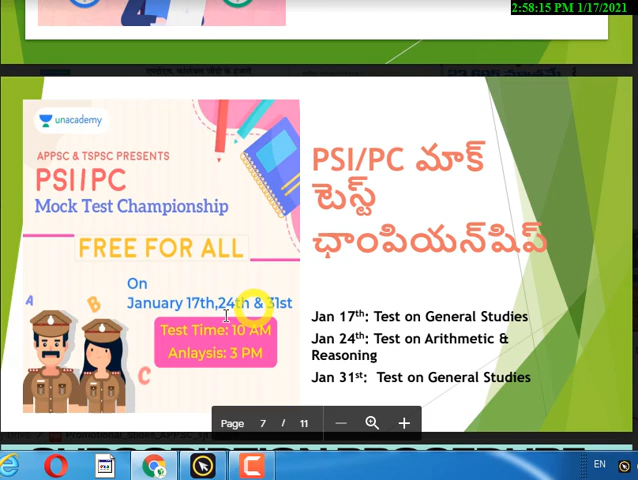 2:58:15 PM 1/17/2021
unacademy
APPSC & TSPSC PRESENTS
PSI/PC
Mock Test Championship
FREE FOR ALL
On
January 17th,24th & 31st
Test Time: 10 AM
Anlaysis: 3 PM
A
B
C
PSI/PC మాక్
టెస్ట్
ఛాంపియన్‌షిప్
Jan 17th: Test on General Studies
Jan 24th: Test on Arithmetic &
Reasoning
Jan 31st: Test on General Studies
Page 7 / 11
EN